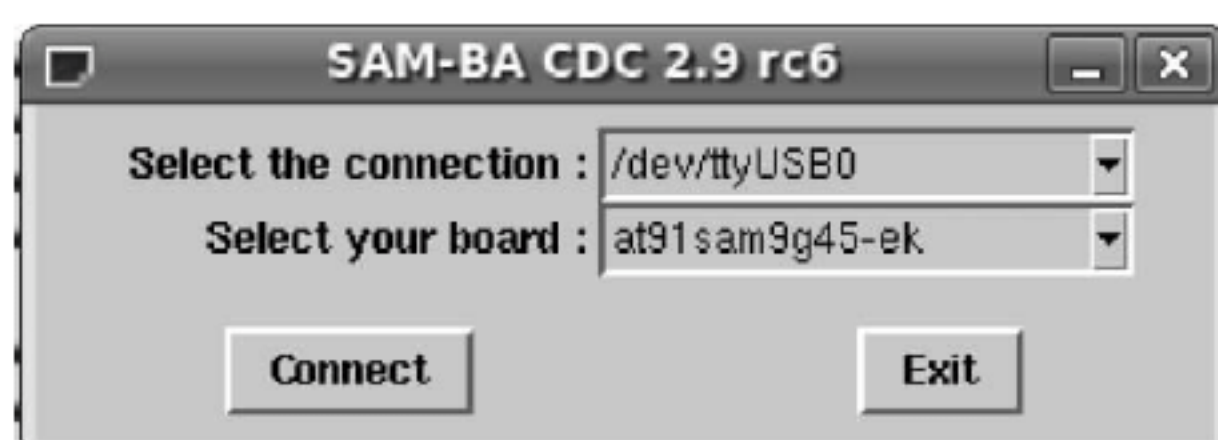 SAM-BA CDC 2.9 rc6
Select the connection : /dev/ttyUSB0
Select your board : at91sam9g45-ek
Connect Exit